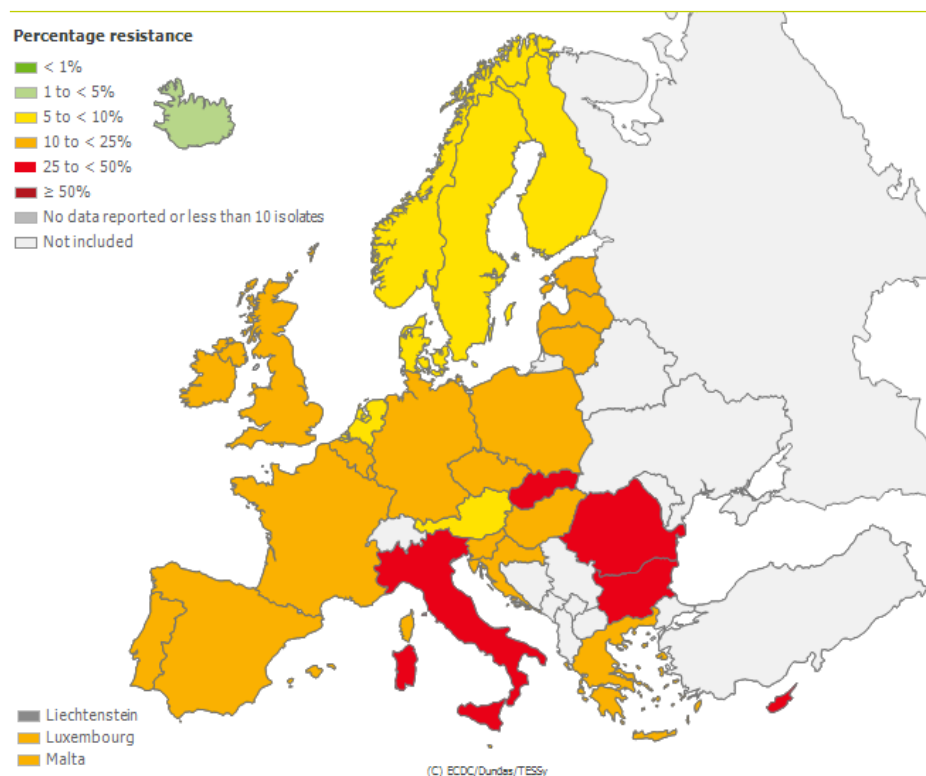 Percentage resistance
< 1%
1 to < 5%
5 to < 10%
10 to < 25%
25 to < 50%
≥ 50%
No data reported or less than 10 isolates
Not included
Liechtenstein
Luxembourg
Malta
(C) ECDC/Dundas/TESSy